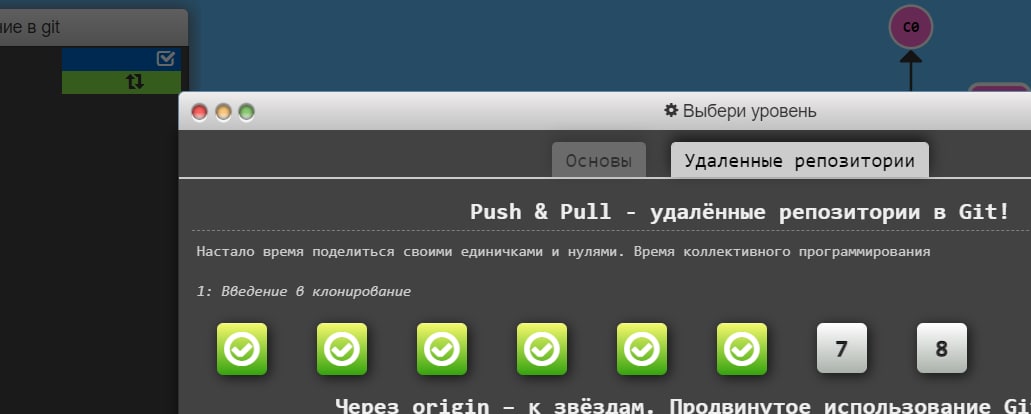 ние в git
C0
Выбери уровень
Основы
Удаленные репозитории
Push & Pull - удалённые репозитории в Git!
Настало время поделиться своими единичками и нулями. Время коллективного программирования
1: Введение в клонирование
7
8
Через origin – к звёздам. Продвинутое использование Gi